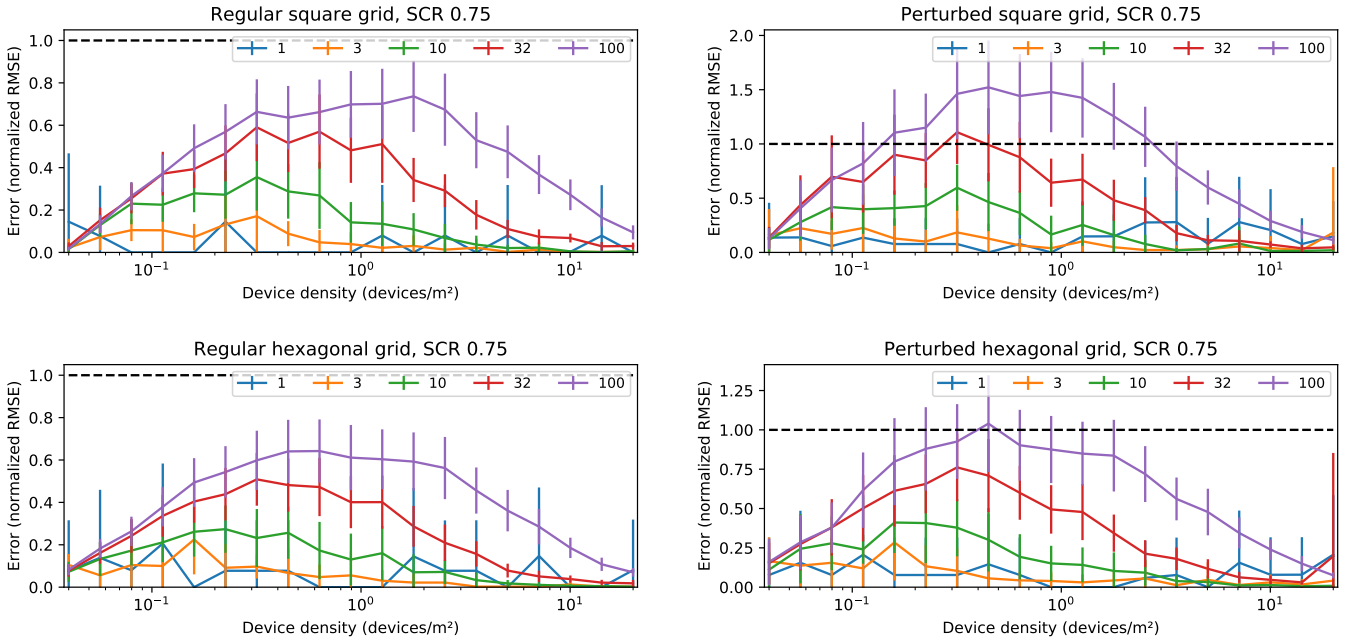 Regular square grid, SCR 0.75
1 3 10 32 100
Error (normalized RMSE)
1.0
0.8
0.6
0.4
0.2
0.0
10⁻¹ 10⁰ 10¹
Device density (devices/m²)
Perturbed square grid, SCR 0.75
1 3 10 32 100
Error (normalized RMSE)
2.0
1.5
1.0
0.5
0.0
10⁻¹ 10⁰ 10¹
Device density (devices/m²)
Regular hexagonal grid, SCR 0.75
1 3 10 32 100
Error (normalized RMSE)
1.0
0.8
0.6
0.4
0.2
0.0
10⁻¹ 10⁰ 10¹
Device density (devices/m²)
Perturbed hexagonal grid, SCR 0.75
1 3 10 32 100
Error (normalized RMSE)
1.25
1.00
0.75
0.50
0.25
0.00
10⁻¹ 10⁰ 10¹
Device density (devices/m²)